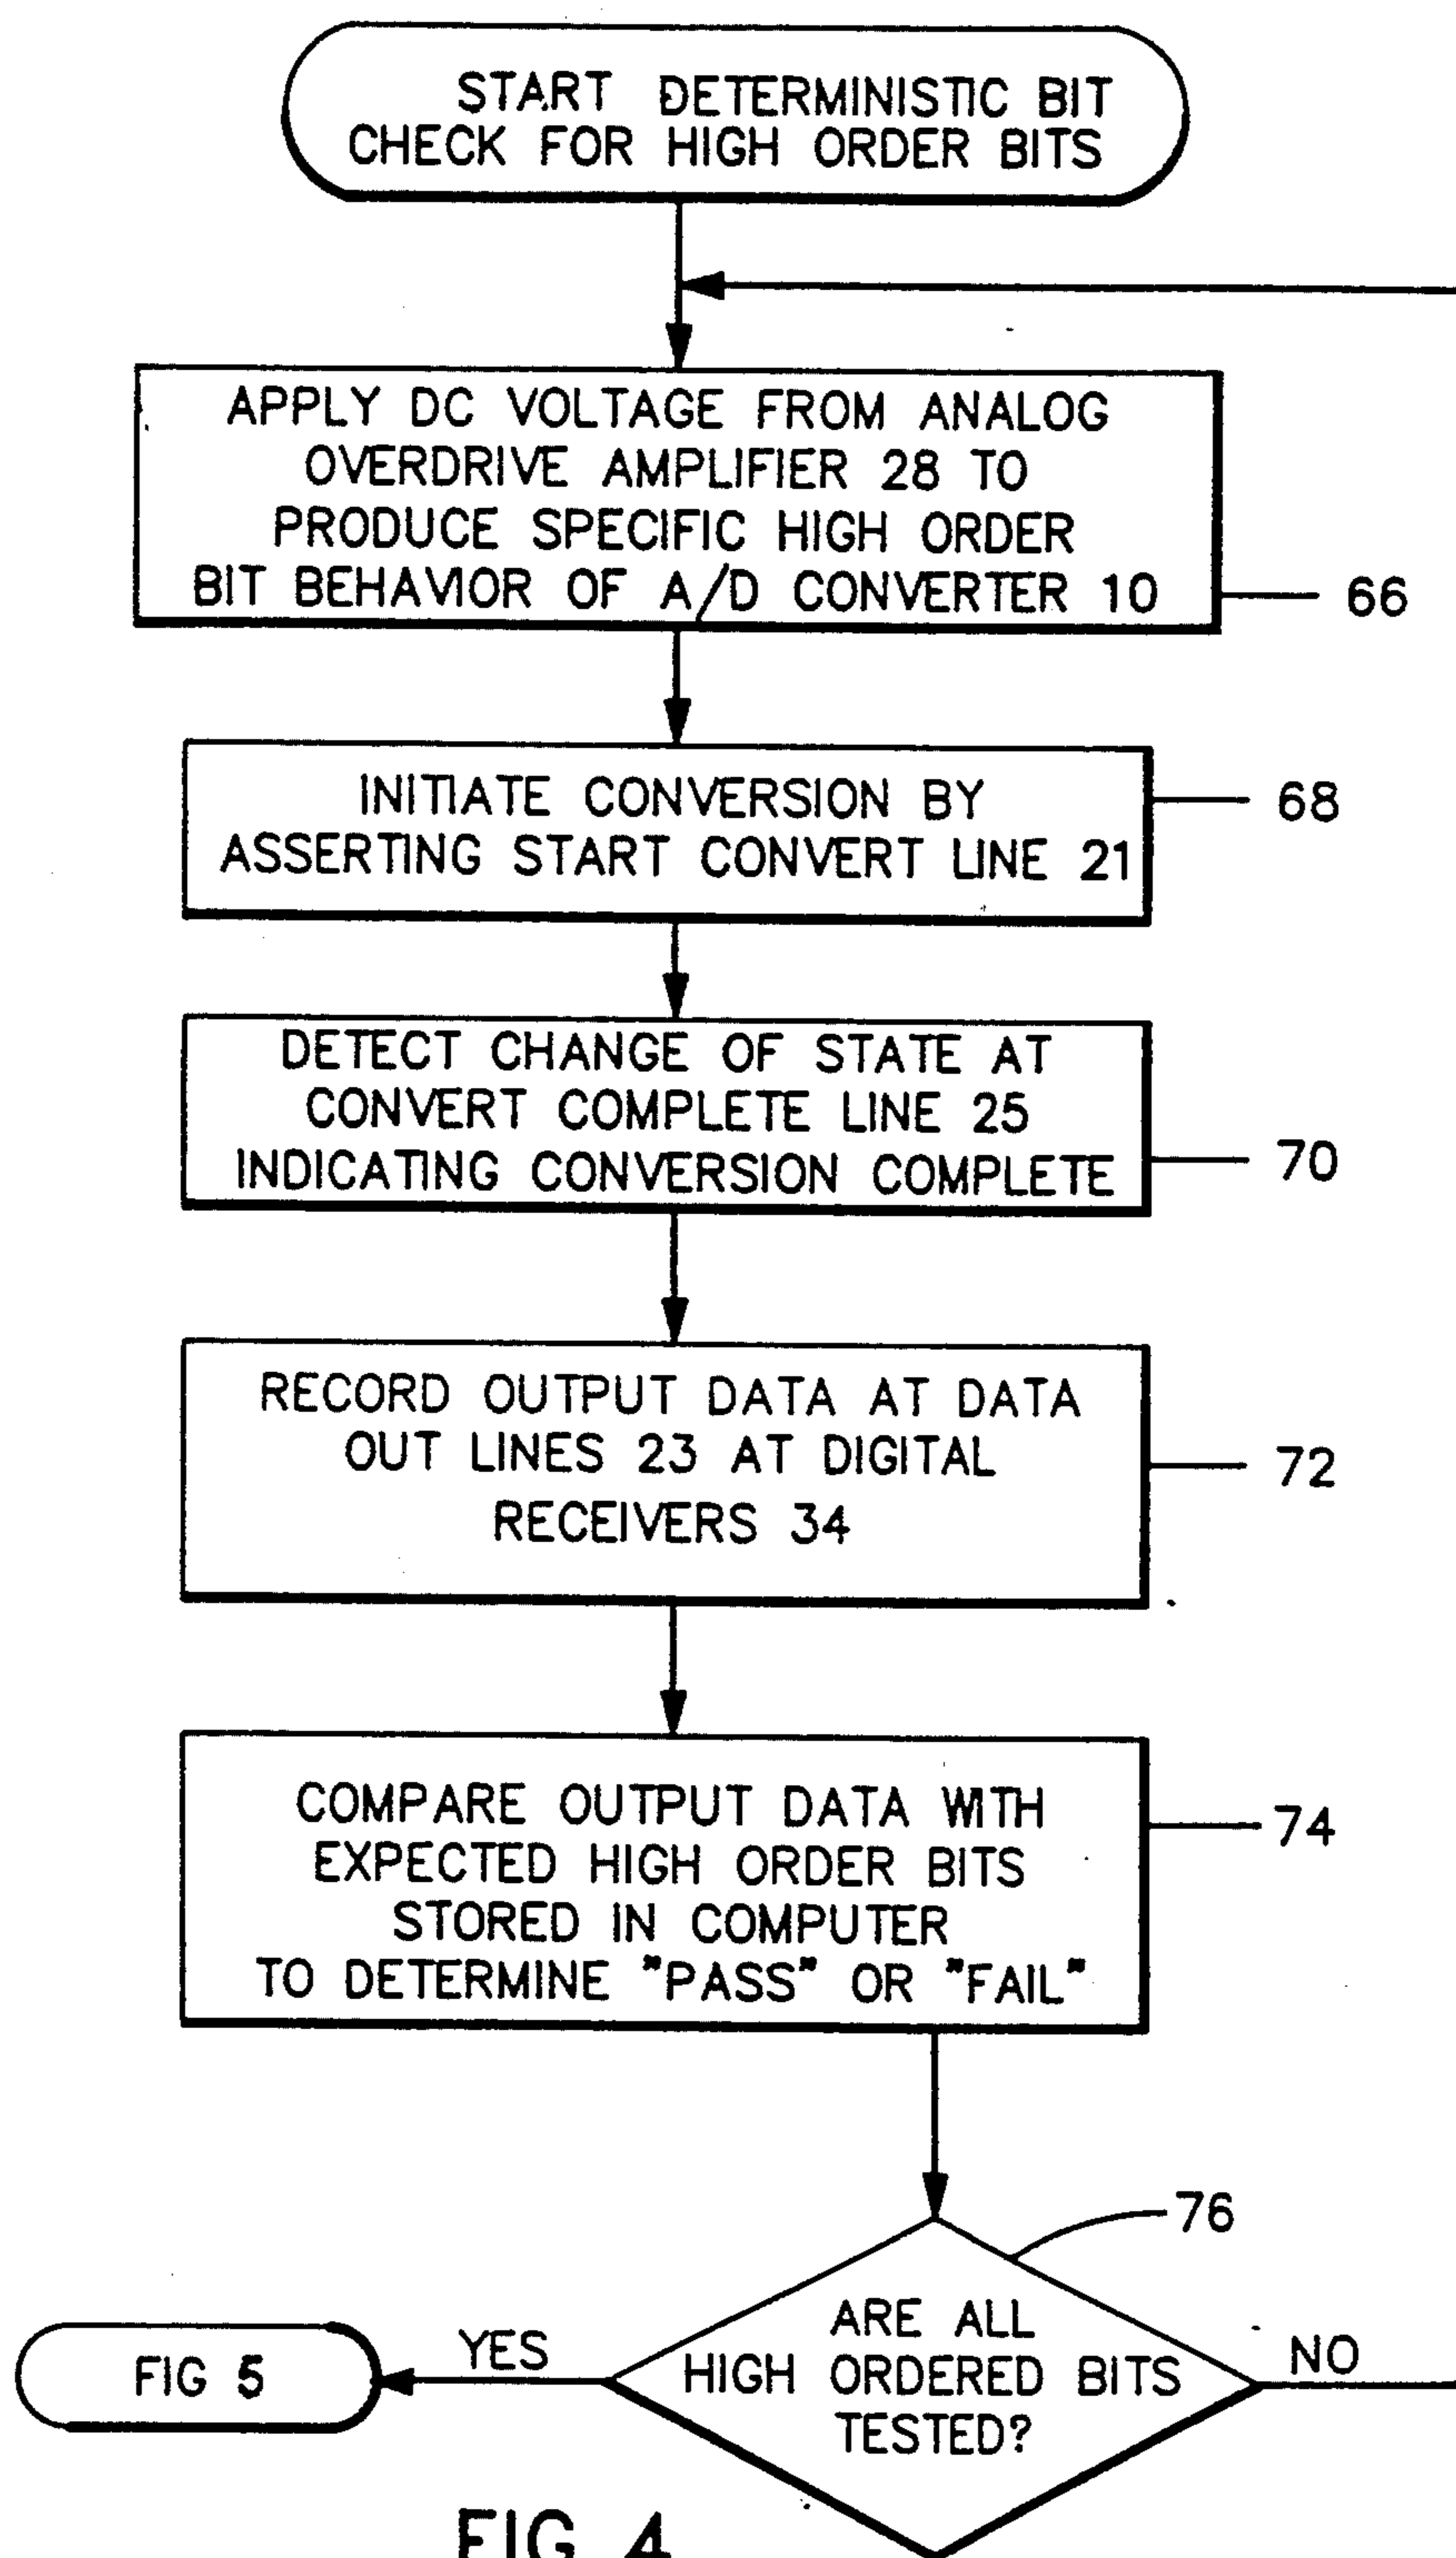 START DETERMINISTIC BIT
CHECK FOR HIGH ORDER BITS
APPLY DC VOLTAGE FROM ANALOG
OVERDRIVE AMPLIFIER 28 TO
PRODUCE SPECIFIC HIGH ORDER
BIT BEHAVIOR OF A/D CONVERTER 10
66
INITIATE CONVERSION BY
ASSERTING START CONVERT LINE 21
68
DETECT CHANGE OF STATE AT
CONVERT COMPLETE LINE 25
INDICATING CONVERSION COMPLETE
70
RECORD OUTPUT DATA AT DATA
OUT LINES 23 AT DIGITAL
RECEIVERS 34
72
COMPARE OUTPUT DATA WITH
EXPECTED HIGH ORDER BITS
STORED IN COMPUTER
TO DETERMINE "PASS" OR "FAIL"
74
76
ARE ALL
HIGH ORDERED BITS
TESTED?
YES
NO
FIG 5
FIG 4